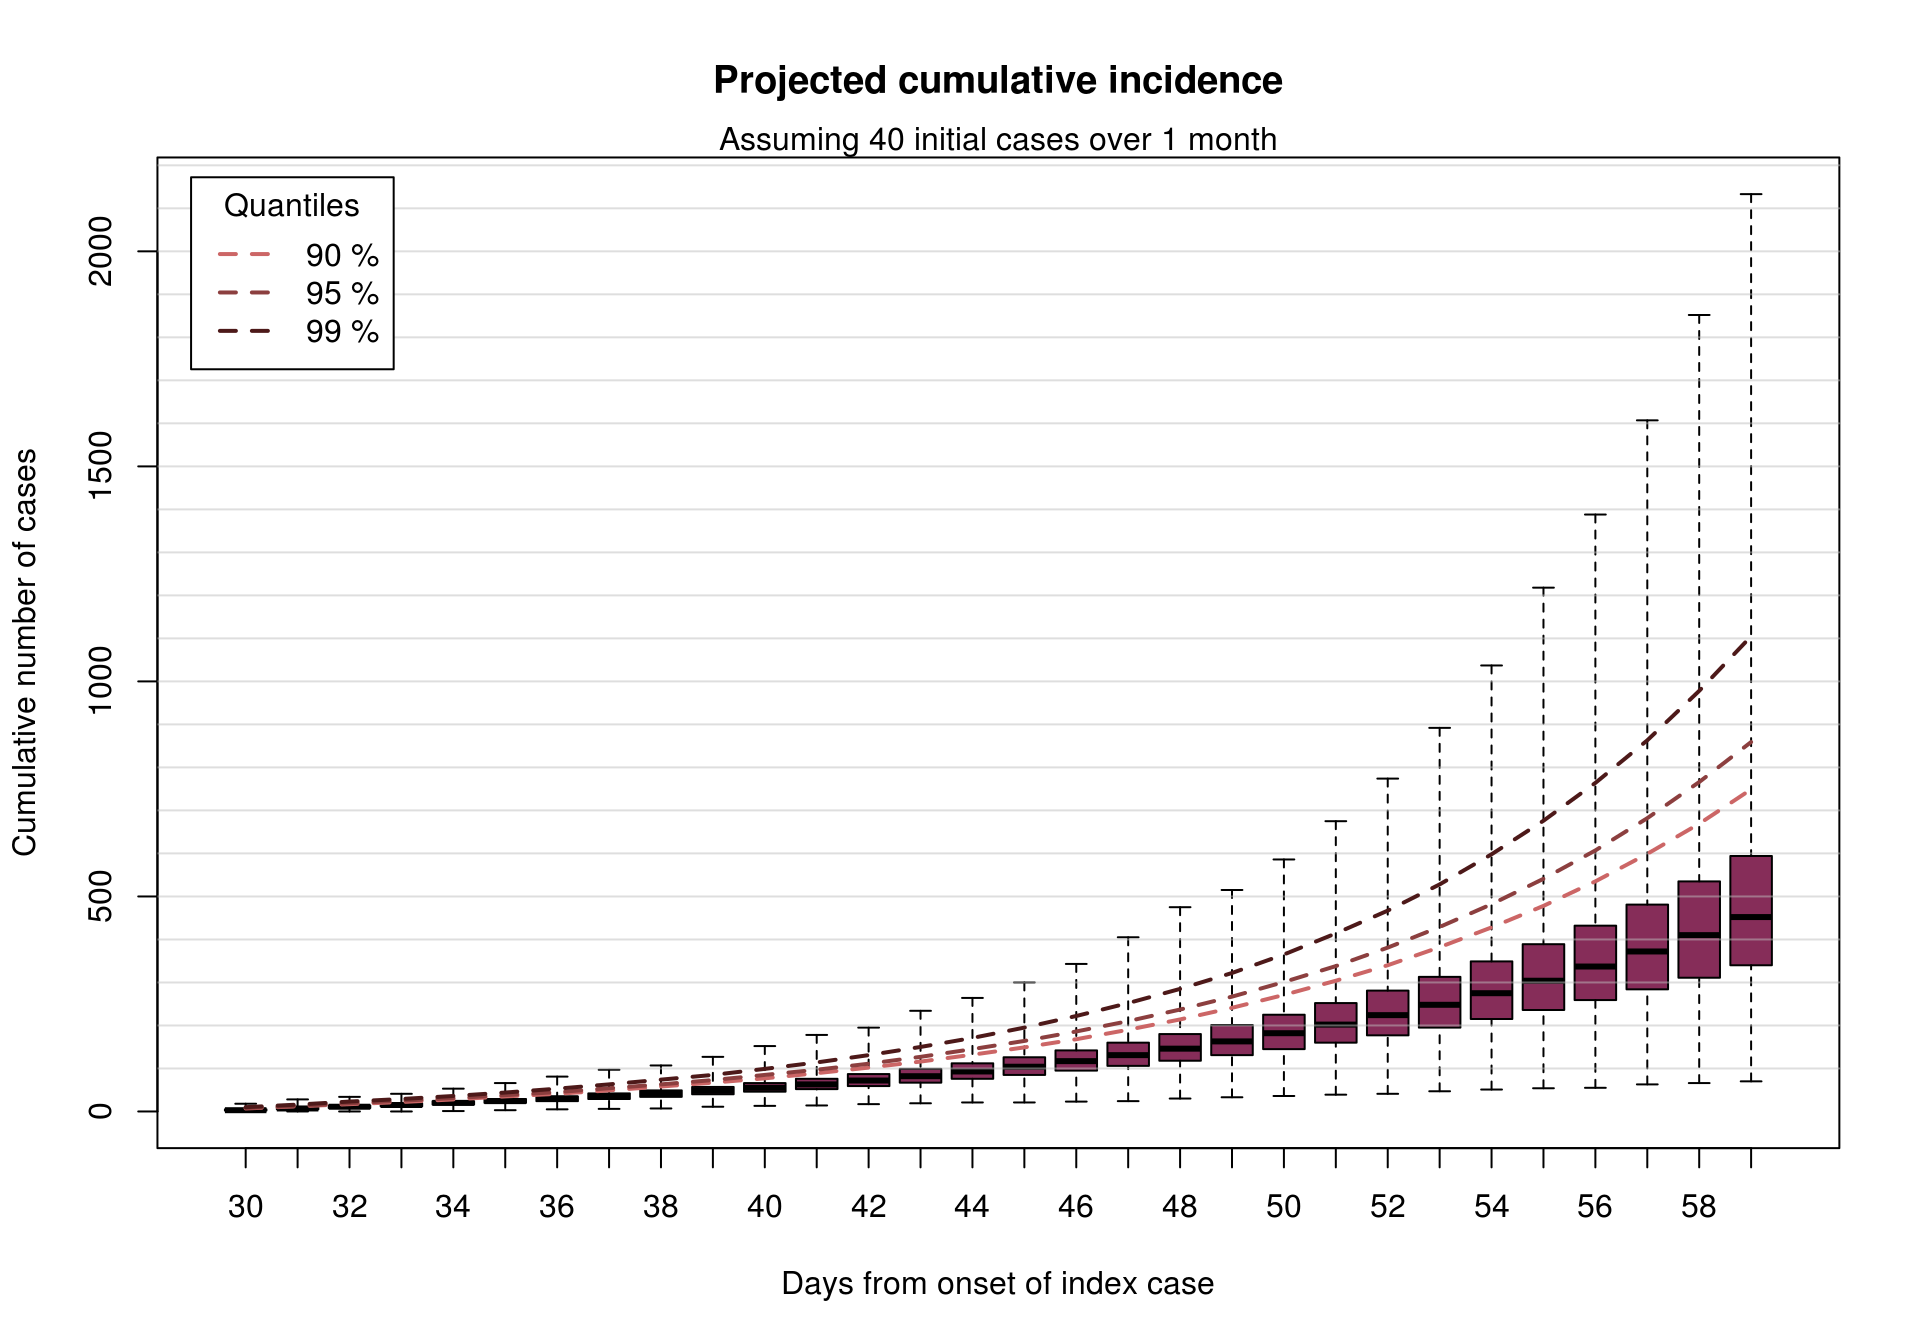 Projected cumulative incidence
Assuming 40 initial cases over 1 month
Quantiles
90 %
95 %
99 %
Cumulative number of cases
2000
1500
1000
500
0
30 32 34 36 38 40 42 44 46 48 50 52 54 56 58
Days from onset of index case